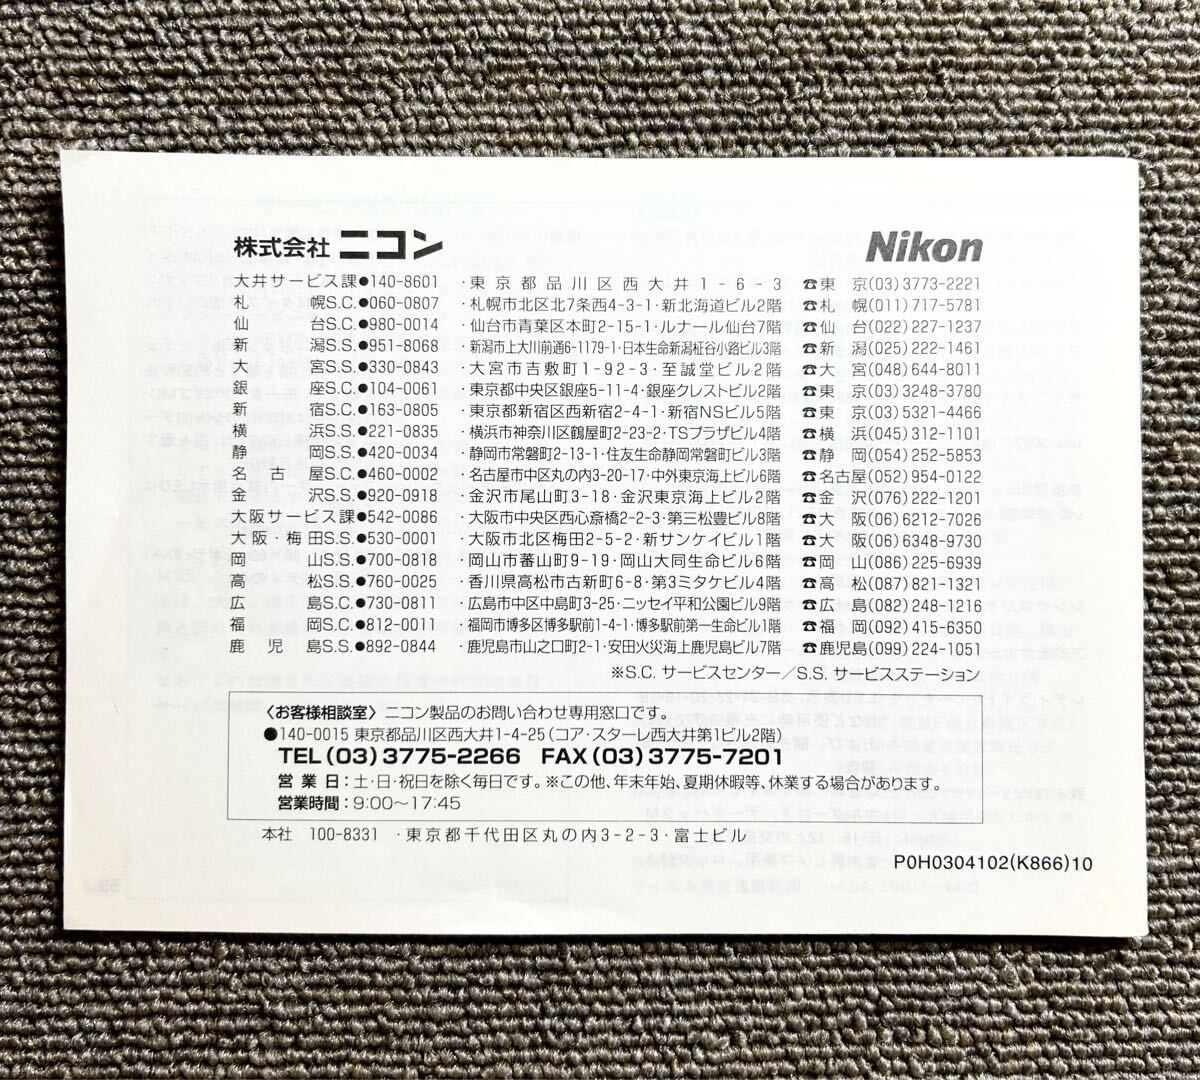 株式会社 ニコン
Nikon
大井サービス課●140-8601 ・東京都品川区西大井1-6-3 ☎東 京(03)3773-2221
札 幌S.C.●060-0807 ・札幌市北区北7条西4-3-1・新北海道ビル2階 ☎札 幌(011)717-5781
仙 台S.C.●980-0014 ・仙台市青葉区本町2-15-1・ルナール仙台7階 ☎仙 台(022)227-1237
新 潟S.S.●951-8068 ・新潟市上大川前通6-1179-1・日本生命新潟柾谷小路ビル3階 ☎新 潟(025)222-1461
大 宮S.S.●330-0843 ・大宮市吉敷町1-92-3・至誠堂ビル2階 ☎大 宮(048)644-8011
銀 座S.C.●104-0061 ・東京都中央区銀座5-11-4・銀座クレストビル2階 ☎東 京(03)3248-3780
新 宿S.C.●163-0805 ・東京都新宿区西新宿2-4-1・新宿NSビル5階 ☎東 京(03)5321-4466
横 浜S.S.●221-0835 ・横浜市神奈川区鶴屋町2-23-2・TSプラザビル4階 ☎横 浜(045)312-1101
静 岡S.S.●420-0034 ・静岡市常磐町2-13-1・住友生命静岡常磐町ビル3階 ☎静 岡(054)252-5853
名古屋S.C.●460-0002 ・名古屋市中区丸の内3-20-17・中外東京海上ビル6階 ☎名古屋(052)954-0122
金 沢S.S.●920-0918 ・金沢市尾山町3-18・金沢東京海上ビル2階 ☎金 沢(076)222-1201
大阪サービス課●542-0086 ・大阪市中央区西心斎橋2-2-3・第三松豊ビル8階 ☎大 阪(06)6212-7026
大阪・梅田S.S.●530-0001 ・大阪市北区梅田2-5-2・新サンケイビル1階 ☎大 阪(06)6348-9730
岡 山S.S.●700-0818 ・岡山市蕃山町9-19・岡山大同生命ビル6階 ☎岡 山(086)225-6939
高 松S.S.●760-0025 ・香川県高松市古新町6-8・第3ミタケビル4階 ☎高 松(087)821-1321
広 島S.C.●730-0811 ・広島市中区中島町3-25・ニッセイ平和公園ビル9階 ☎広 島(082)248-1216
福 岡S.C.●812-0011 ・福岡市博多区博多駅前1-4-1・博多駅前第一生命ビル1階 ☎福 岡(092)415-6350
鹿児島S.S.●892-0844 ・鹿児島市山之口町2-1・安田火災海上鹿児島ビル7階 ☎鹿児島(099)224-1051
※S.C. サービスセンター／S.S. サービスステーション
〈お客様相談室〉ニコン製品のお問い合わせ専用窓口です。
●140-0015 東京都品川区西大井1-4-25(コア・スターレ西大井第1ビル2階)
TEL(03)3775-2266 FAX(03)3775-7201
営業日：土・日・祝日を除く毎日です。※この他、年末年始、夏期休暇等、休業する場合があります。
営業時間：9:00～17:45
本社 100-8331 ・東京都千代田区丸の内3-2-3・富士ビル
P0H0304102(K866)10